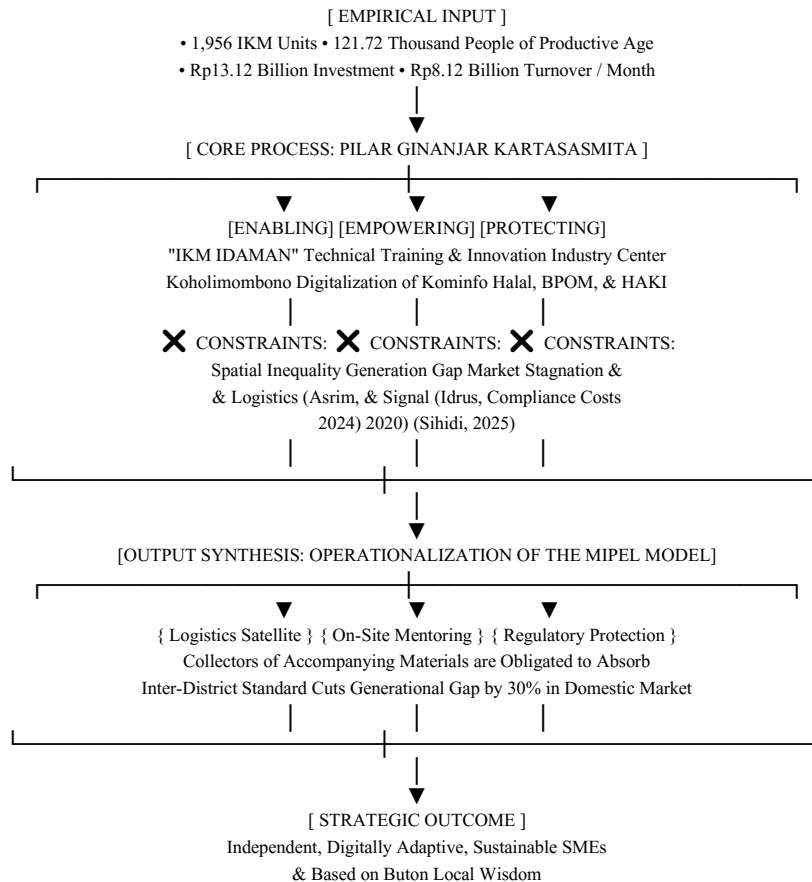 [ EMPIRICAL INPUT ]
• 1,956 IKM Units • 121.72 Thousand People of Productive Age
• Rp13.12 Billion Investment • Rp8.12 Billion Turnover / Month
[ CORE PROCESS: PILAR GINANJAR KARTASASMITA ]
[ENABLING] [EMPOWERING] [PROTECTING]
"IKM IDAMAN" Technical Training & Innovation Industry Center
Koholimombono Digitalization of Kominfo Halal, BPOM, & HAKI
❌ CONSTRAINTS: ❌ CONSTRAINTS: ❌ CONSTRAINTS:
Spatial Inequality Generation Gap Market Stagnation &
& Logistics (Asrim, & Signal (Idrus, Compliance Costs
2024) 2020) (Sihidi, 2025)
[OUTPUT SYNTHESIS: OPERATIONALIZATION OF THE MIPEL MODEL]
{ Logistics Satellite } { On-Site Mentoring } { Regulatory Protection }
Collectors of Accompanying Materials are Obligated to Absorb
Inter-District Standard Cuts Generational Gap by 30% in Domestic Market
[ STRATEGIC OUTCOME ]
Independent, Digitally Adaptive, Sustainable SMEs
& Based on Buton Local Wisdom